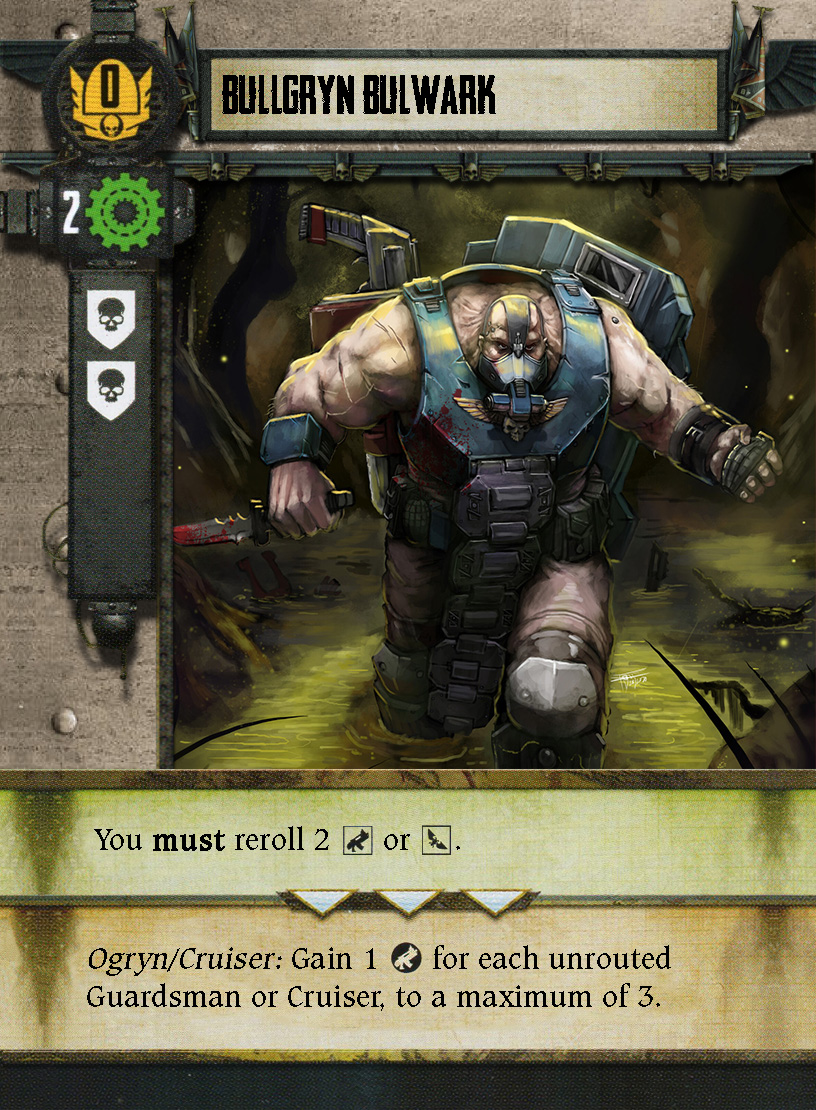 0
BULLGRYN BULWARK
2
You must reroll 2 or .
Ogryn/Cruiser: Gain 1 for each unrouted
Guardsman or Cruiser, to a maximum of 3.